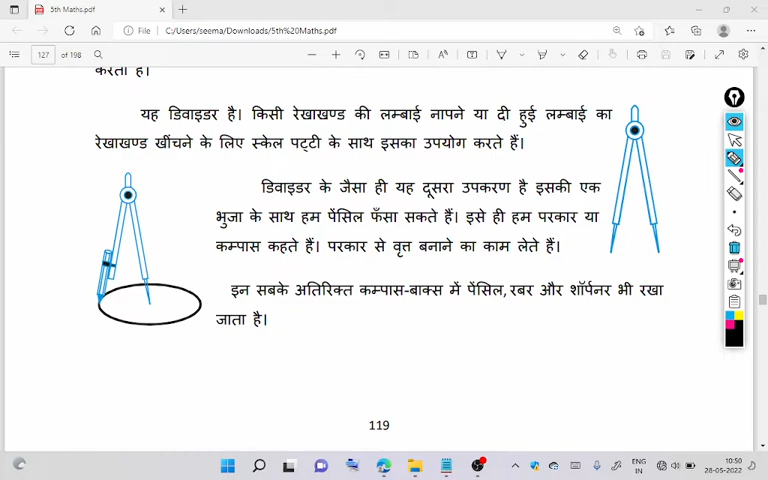 5th Maths.pdf
File C:/Users/seema/Downloads/5th%20Maths.pdf
127 of 198
करता है।
यह डिवाइडर है। किसी रेखाखण्ड की लम्बाई नापने या दी हुई लम्बाई का
रेखाखण्ड खींचने के लिए स्केल पट्टी के साथ इसका उपयोग करते हैं।
डिवाइडर के जैसा ही यह दूसरा उपकरण है इसकी एक
भुजा के साथ हम पेंसिल फँसा सकते हैं। इसे ही हम परकार या
कम्पास कहते हैं। परकार से वृत्त बनाने का काम लेते हैं।
इन सबके अतिरिक्त कम्पास-बाक्स में पेंसिल, रबर और शॉर्पनर भी रखा
जाता है।
119
ENG
IN
10:50
28-05-2022